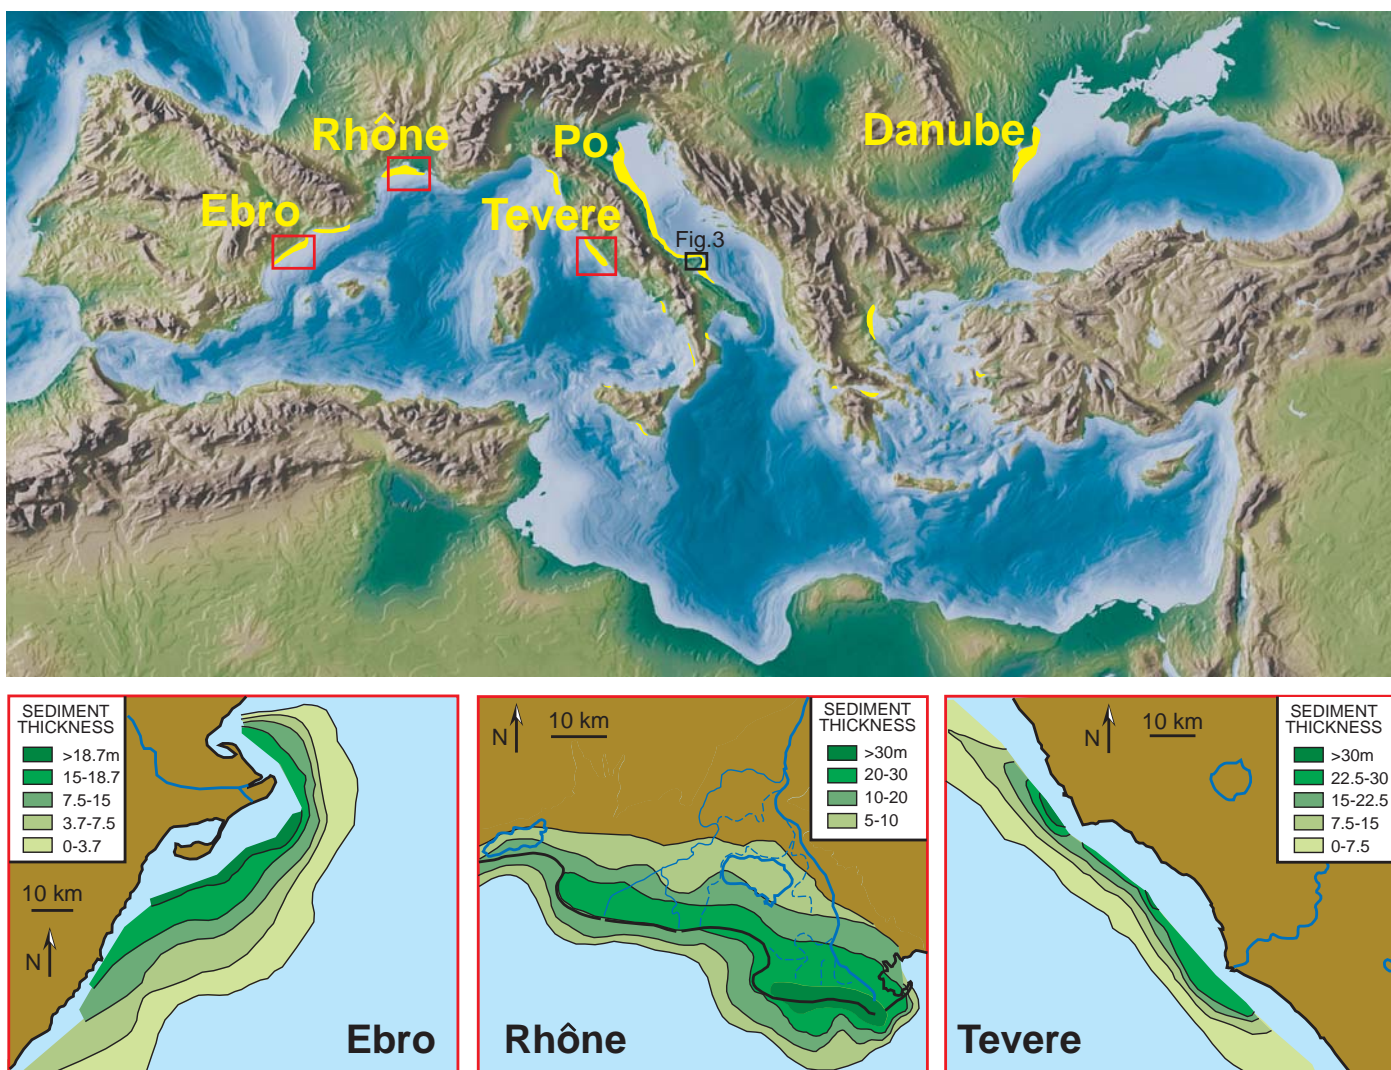 Rhône
Po
Danube
Ebro
Tevere
Fig.3
SEDIMENT
THICKNESS
>18.7m
15-18.7
7.5-15
3.7-7.5
0-3.7
10 km
N
Ebro
N
10 km
SEDIMENT
THICKNESS
>30m
20-30
10-20
5-10
Rhône
N
10 km
SEDIMENT
THICKNESS
>30m
22.5-30
15-22.5
7.5-15
0-7.5
Tevere